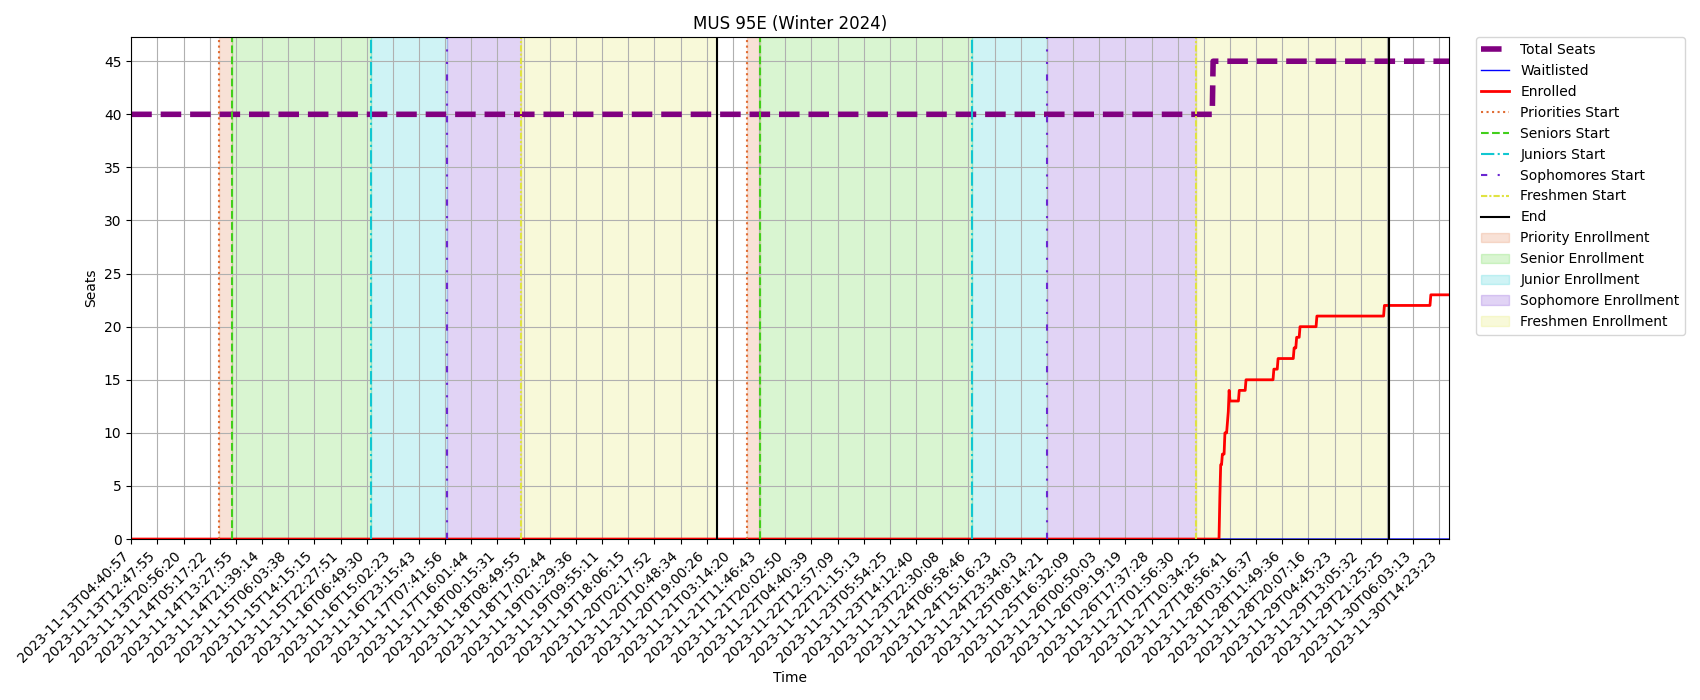 MUS 95E (Winter 2024)
Seats
45
40
35
30
25
20
15
10
5
0
2023-11-13T04:40:57
2023-11-13T12:47:55
2023-11-13T20:56:20
2023-11-14T05:17:22
2023-11-14T13:27:55
2023-11-14T21:39:14
2023-11-15T06:03:38
2023-11-15T14:15:15
2023-11-15T22:27:51
2023-11-16T06:49:30
2023-11-16T15:02:23
2023-11-16T23:15:43
2023-11-17T07:41:56
2023-11-17T16:01:44
2023-11-18T00:15:31
2023-11-18T08:49:55
2023-11-18T17:02:44
2023-11-19T01:29:36
2023-11-19T09:55:11
2023-11-19T18:06:15
2023-11-20T02:17:52
2023-11-20T10:48:34
2023-11-20T19:00:26
2023-11-21T03:14:20
2023-11-21T11:46:43
2023-11-21T20:02:50
2023-11-22T04:40:39
2023-11-22T12:57:09
2023-11-22T21:15:13
2023-11-23T05:54:25
2023-11-23T14:12:40
2023-11-23T22:30:08
2023-11-24T06:58:46
2023-11-24T15:16:23
2023-11-24T23:34:03
2023-11-25T08:14:21
2023-11-25T16:32:09
2023-11-26T00:50:03
2023-11-26T09:19:19
2023-11-26T17:37:28
2023-11-27T01:56:30
2023-11-27T10:34:25
2023-11-27T18:56:41
2023-11-28T03:16:37
2023-11-28T11:49:36
2023-11-28T20:07:16
2023-11-29T04:45:23
2023-11-29T13:05:32
2023-11-29T21:25:25
2023-11-30T06:03:13
2023-11-30T14:23:23
Time
Total Seats
Waitlisted
Enrolled
Priorities Start
Seniors Start
Juniors Start
Sophomores Start
Freshmen Start
End
Priority Enrollment
Senior Enrollment
Junior Enrollment
Sophomore Enrollment
Freshmen Enrollment